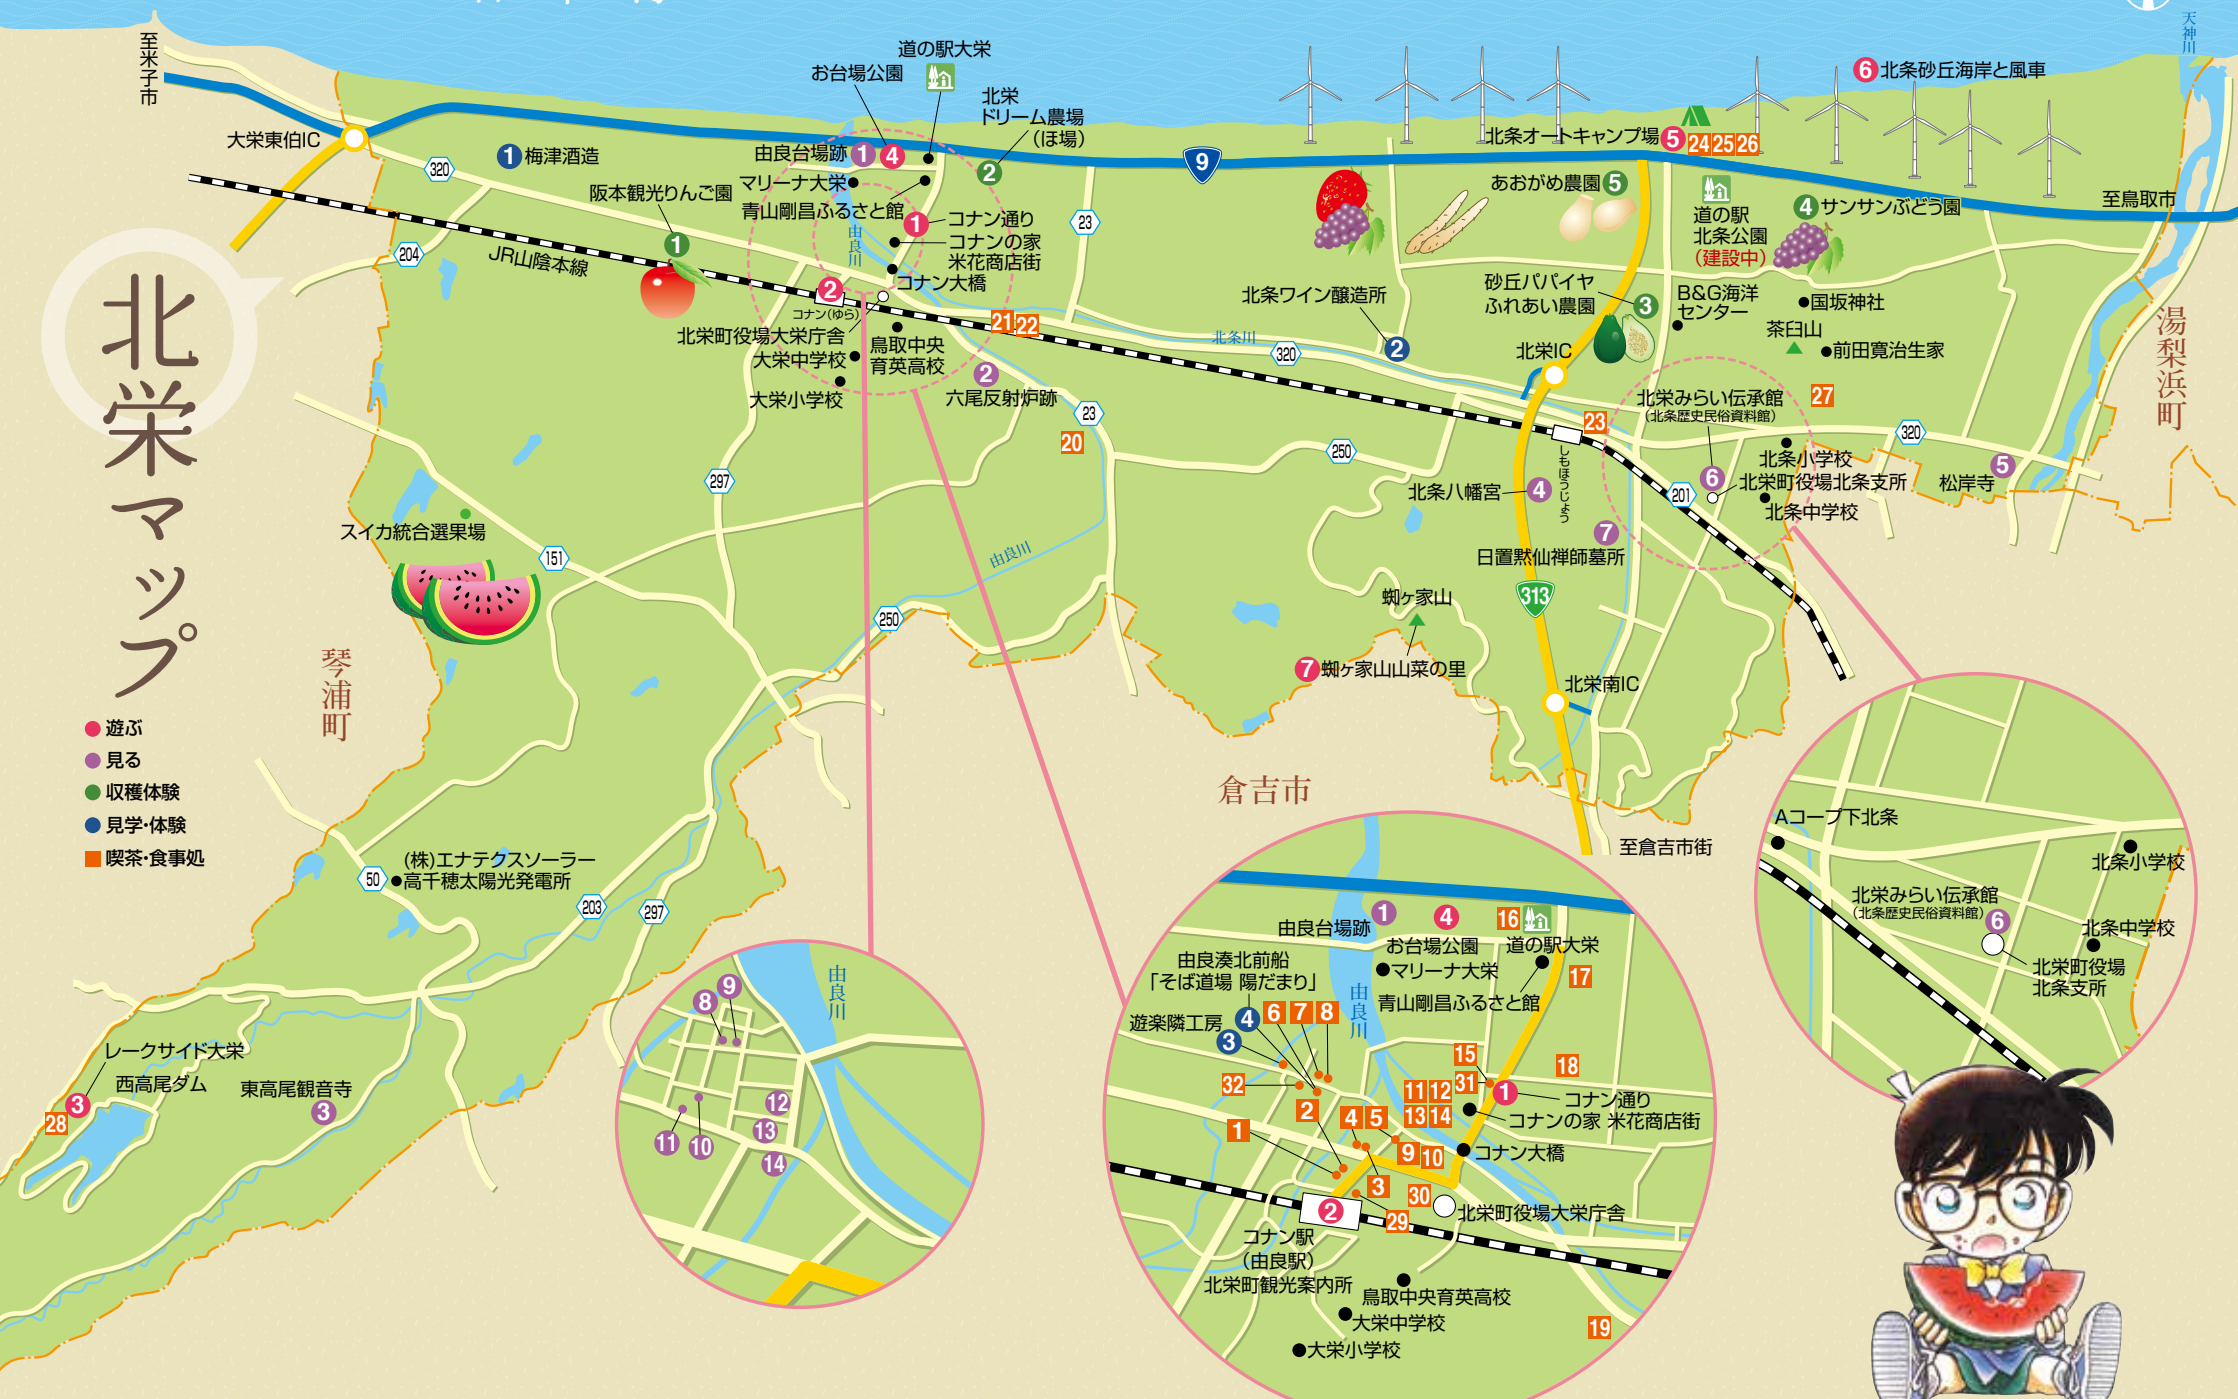 北栄マップ
遊ぶ
見る
収穫体験
見学・体験
喫茶・食事処
至米子市
大栄東伯IC
320
1
梅津酒造
204
JR山陰本線
阪本観光りんご園
1
道の駅大栄
お台場公園
北栄
ドリーム農場
(ほ場)
2
由良台場跡
1
4
マリーナ大栄
青山剛昌ふるさと館
1
コナン通り
コナンの家
米花商店街
由良川
コナン大橋
2
コナン(ゆら)
北栄町役場大栄庁舎
大栄中学校
大栄小学校
鳥取中央
育英高校
21
22
2
六尾反射炉跡
23
23
20
9
北条川
320
北条ワイン醸造所
2
北条オートキャンプ場
5
24
25
26
6
北条砂丘海岸と風車
天神川
あおがめ農園
5
道の駅
北条公園
(建設中)
4
サンサンぶどう園
至鳥取市
砂丘パパイヤ
ふれあい農園
3
B&G海洋
センター
国坂神社
茶臼山
前田寛治生家
湯梨浜町
北栄IC
23
北栄みらい伝承館
(北条歴史民俗資料館)
27
320
北条小学校
6
北栄町役場北条支所
北条中学校
松岸寺
5
201
250
しもほうじょう
北条八幡宮
4
7
日置黙仙禅師墓所
313
蜘ヶ家山
7
蜘ヶ家山山菜の里
北栄南IC
倉吉市
至倉吉市街
297
スイカ統合選果場
151
由良川
250
琴浦町
50
(株)エナテクスソーラー
高千穂太陽光発電所
203
297
レークサイド大栄
西高尾ダム
3
28
東高尾観音寺
3
由良川
8
9
11
10
12
13
14
由良台場跡
1
4
お台場公園
16
道の駅大栄
17
由良湊北前船
「そば道場 陽だまり」
マリーナ大栄
青山剛昌ふるさと館
由良川
遊楽隣工房
4
3
6
7
8
32
2
1
4
5
15
31
11
12
13
14
18
1
コナン通り
コナンの家 米花商店街
コナン大橋
9
10
3
30
29
2
北栄町役場大栄庁舎
コナン駅
(由良駅)
北栄町観光案内所
鳥取中央育英高校
大栄中学校
大栄小学校
19
Aコープ下北条
北条小学校
北栄みらい伝承館
(北条歴史民俗資料館)
6
北条中学校
北栄町役場
北条支所